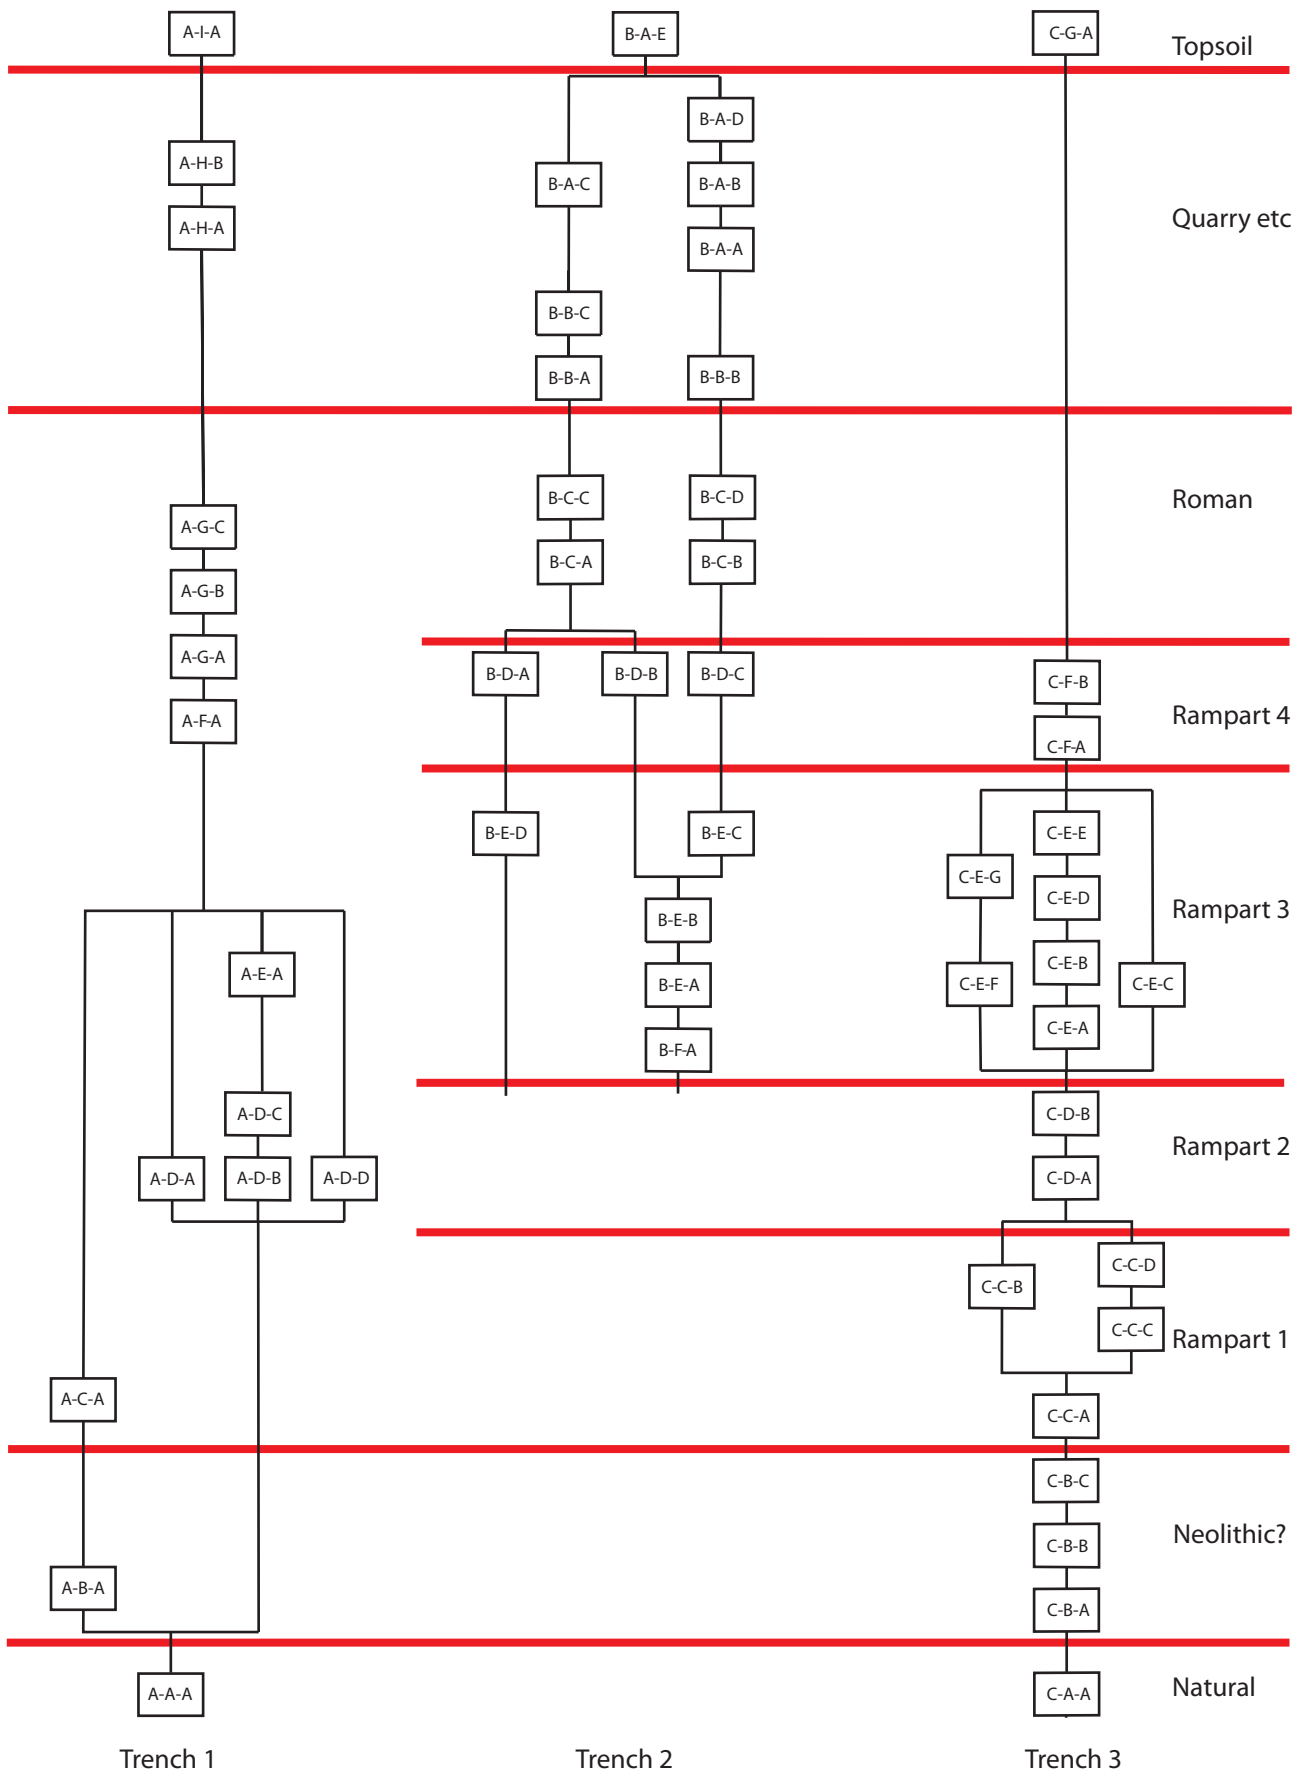 A-I-A
B-A-E
C-G-A
Topsoil
B-A-D
A-H-B
B-A-C
B-A-B
A-H-A
Quarry etc
B-A-A
B-B-C
B-B-A
B-B-B
B-C-C
B-C-D
Roman
A-G-C
B-C-A
B-C-B
A-G-B
A-G-A
B-D-A
B-D-B
B-D-C
C-F-B
A-F-A
Rampart 4
C-F-A
B-E-D
B-E-C
C-E-E
C-E-G
C-E-D
Rampart 3
B-E-B
A-E-A
C-E-B
B-E-A
C-E-F
C-E-C
C-E-A
B-F-A
A-D-C
C-D-B
Rampart 2
A-D-A
A-D-B
A-D-D
C-D-A
C-C-D
C-C-B
C-C-C
Rampart 1
A-C-A
C-C-A
C-B-C
Neolithic?
C-B-B
A-B-A
C-B-A
A-A-A
C-A-A
Natural
Trench 1
Trench 2
Trench 3